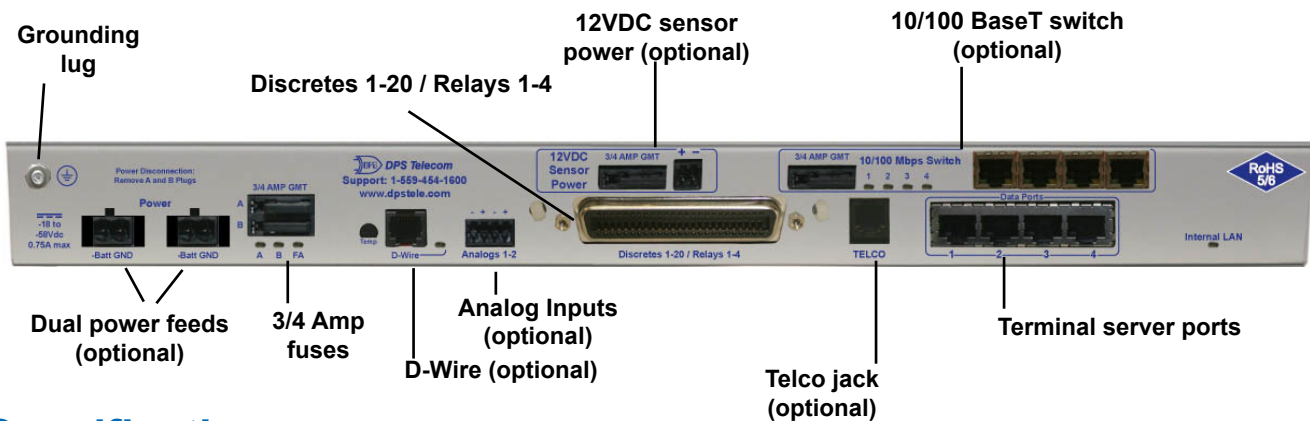 Grounding
lug
Discretes 1-20 / Relays 1-4
12VDC sensor
power (optional)
10/100 BaseT switch
(optional)
Power Disconnection:
Remove A and B Plugs
Power
-18 to
-58Vdc
0.75A max
-Batt GND
-Batt GND
3/4 AMP GMT
A
B
A B FA
DPS Telecom
Support: 1-559-454-1600
www.dpstele.com
Temp
D-Wire
- + - +
Analogs 1-2
12VDC
Sensor
Power
3/4 AMP GMT
+ -
Discretes 1-20 / Relays 1-4
3/4 AMP GMT
10/100 Mbps Switch
1 2 3 4
TELCO
Data Ports
1 2 3 4
RoHS
5/6
Internal LAN
Dual power feeds
(optional)
3/4 Amp
fuses
D-Wire (optional)
Analog Inputs
(optional)
Telco jack
(optional)
Terminal server ports